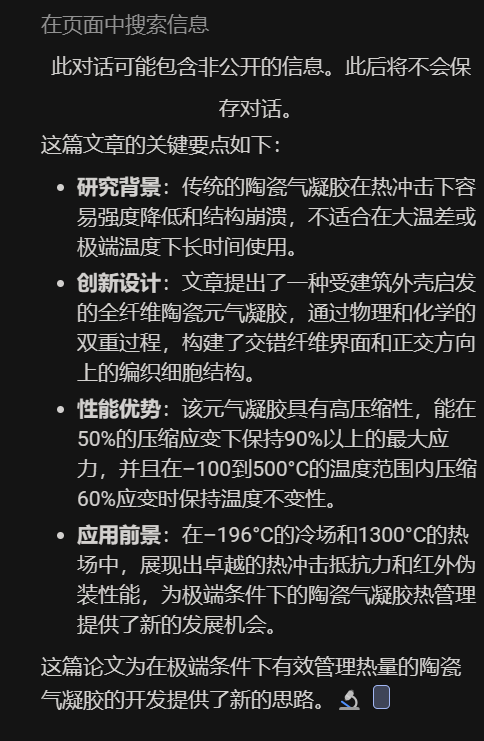 在页面中搜索信息
此对话可能包含非公开的信息。此后将不会保
存对话。
这篇文章的关键要点如下：
• 研究背景：传统的陶瓷气凝胶在热冲击下容
易强度降低和结构崩溃，不适合在大温差或
极端温度下长时间使用。
• 创新设计：文章提出了一种受建筑外壳启发
的全纤维陶瓷元气凝胶，通过物理和化学的
双重过程，构建了交错纤维界面和正交方向
上的编织细胞结构。
• 性能优势：该元气凝胶具有高压缩性，能在
50%的压缩应变下保持90%以上的最大应
力，并且在–100到500°C的温度范围内压缩
60%应变时保持温度不变性。
• 应用前景：在–196°C的冷场和1300°C的热
场中，展现出卓越的热冲击抵抗力和红外伪
装性能，为极端条件下的陶瓷气凝胶热管理
提供了新的发展机会。
这篇论文为在极端条件下有效管理热量的陶瓷
气凝胶的开发提供了新的思路。🔬